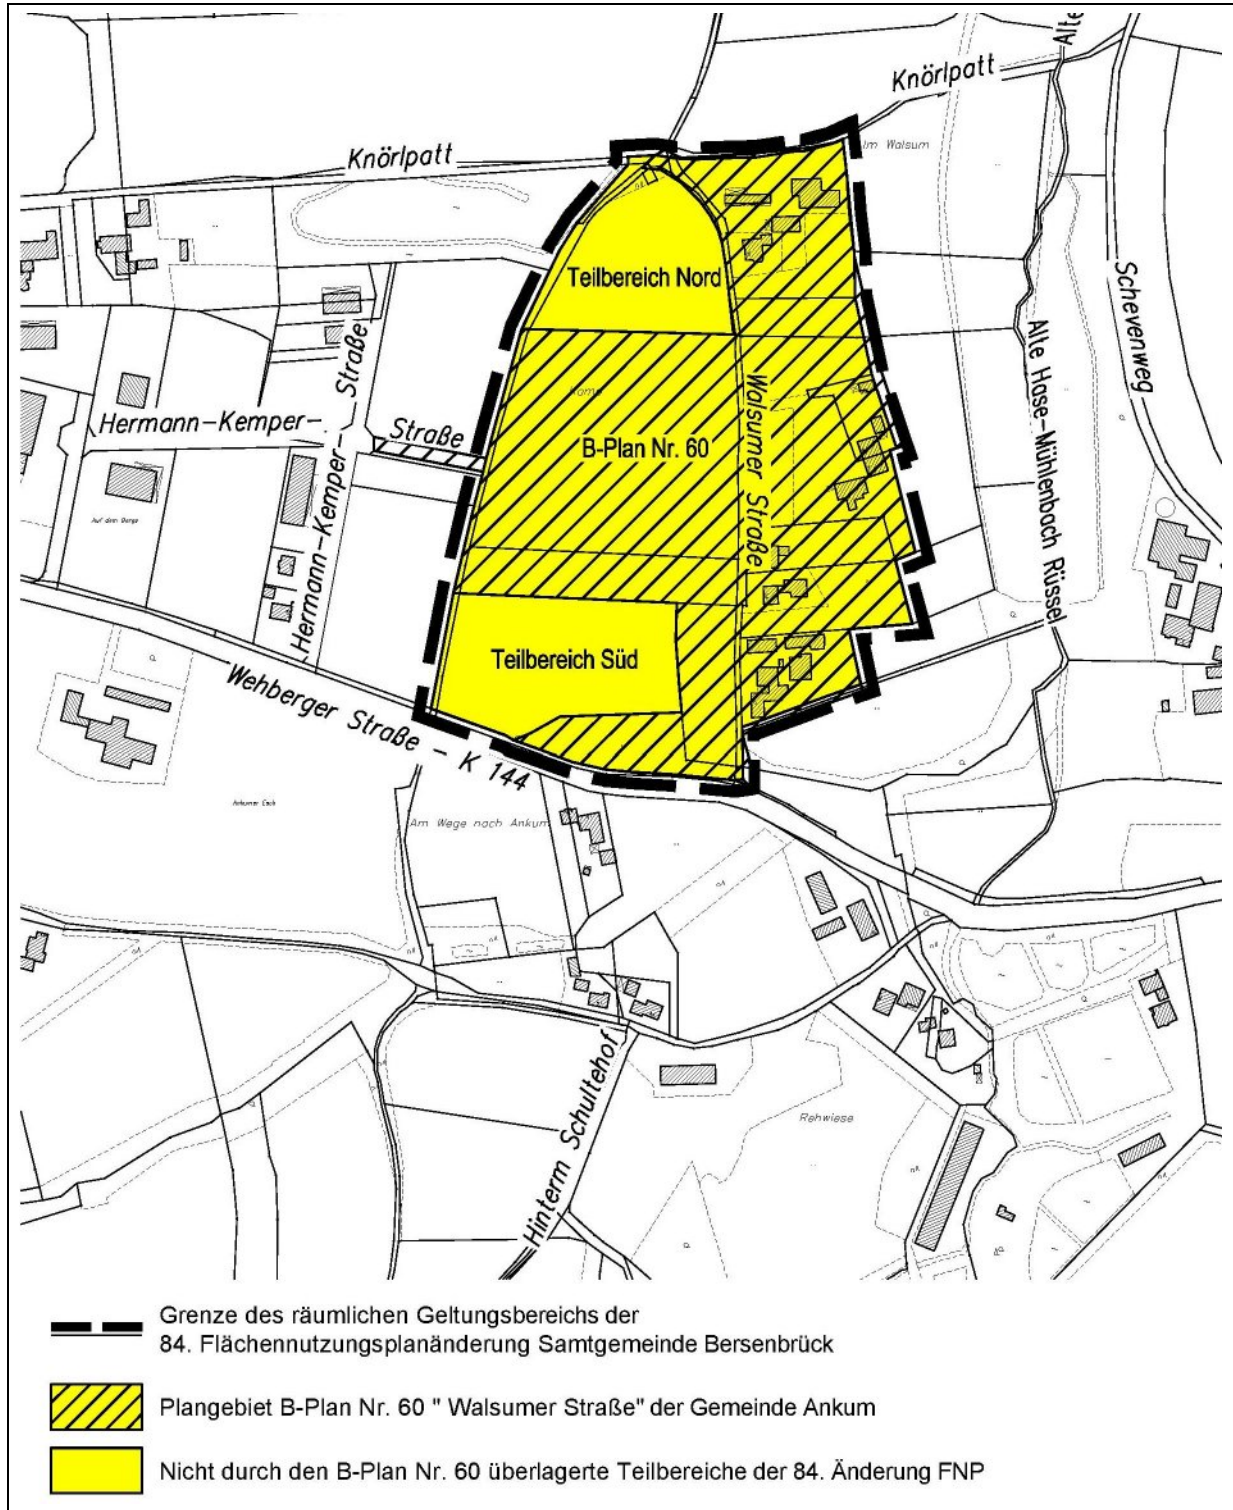 Alte
Knörlpatt
Im Walsum
Knörlpatt
Teilbereich Nord
Schevenweg
Alte Hase-Mühlenbach Rüssel
Hermann-Kemper-
Straße
Hermann-Kemper-Straße
Kamp
B-Plan Nr. 60
Walsumer Straße
Auf dem Berge
Teilbereich Süd
Wehberger Straße - K 144
Ankumer Esch
Am Wege nach Ankum
Hinterm Schultehof
Rehwiese
Grenze des räumlichen Geltungsbereichs der
84. Flächennutzungsplanänderung Samtgemeinde Bersenbrück
Plangebiet B-Plan Nr. 60 " Walsumer Straße" der Gemeinde Ankum
Nicht durch den B-Plan Nr. 60 überlagerte Teilbereiche der 84. Änderung FNP